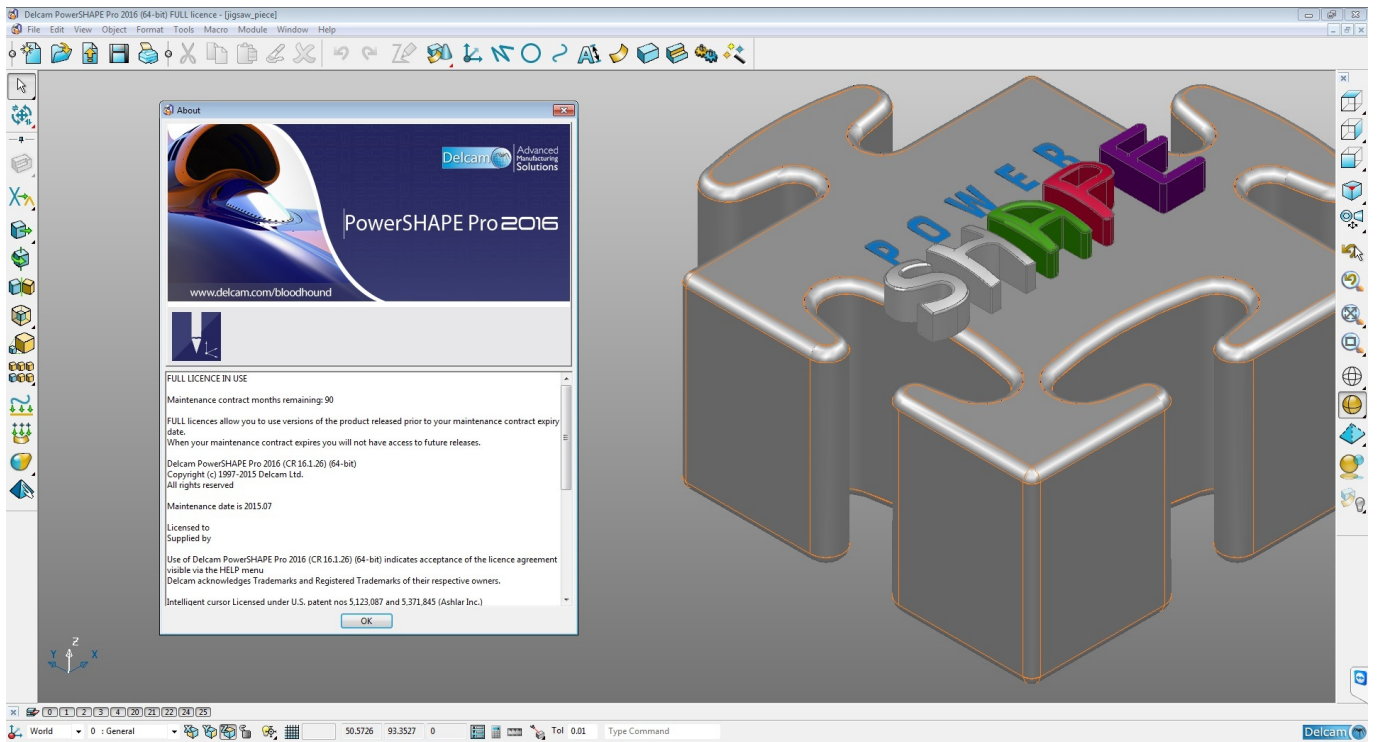 Delcam PowerSHAPE Pro 2016 (64-bit) FULL licence - [jigsaw_piece]
File Edit View Object Format Tools Macro Module Window Help
About
Delcam Advanced Manufacturing Solutions
PowerSHAPE Pro 2016
www.delcam.com/bloodhound
FULL LICENCE IN USE
Maintenance contract months remaining: 90
FULL licences allow you to use versions of the product released prior to your maintenance contract expiry
date.
When your maintenance contract expires you will not have access to future releases.
Delcam PowerSHAPE Pro 2016 (CR 16.1.26) (64-bit)
Copyright (c) 1997-2015 Delcam Ltd.
All rights reserved
Maintenance date is 2015.07
Licensed to
Supplied by
Use of Delcam PowerSHAPE Pro 2016 (CR 16.1.26) (64-bit) indicates acceptance of the licence agreement
visible via the HELP menu
Delcam acknowledges Trademarks and Registered Trademarks of their respective owners.
Intelligent cursor Licensed under U.S. patent nos 5,123,087 and 5,371,845 (Ashlar Inc.)
OK
POWER
SHAPE
Z
Y X
0 1 2 3 4 20 21 22 24 25
World 0 : General 50.5726 93.3527 0 Tol 0.01 Type Command Delcam